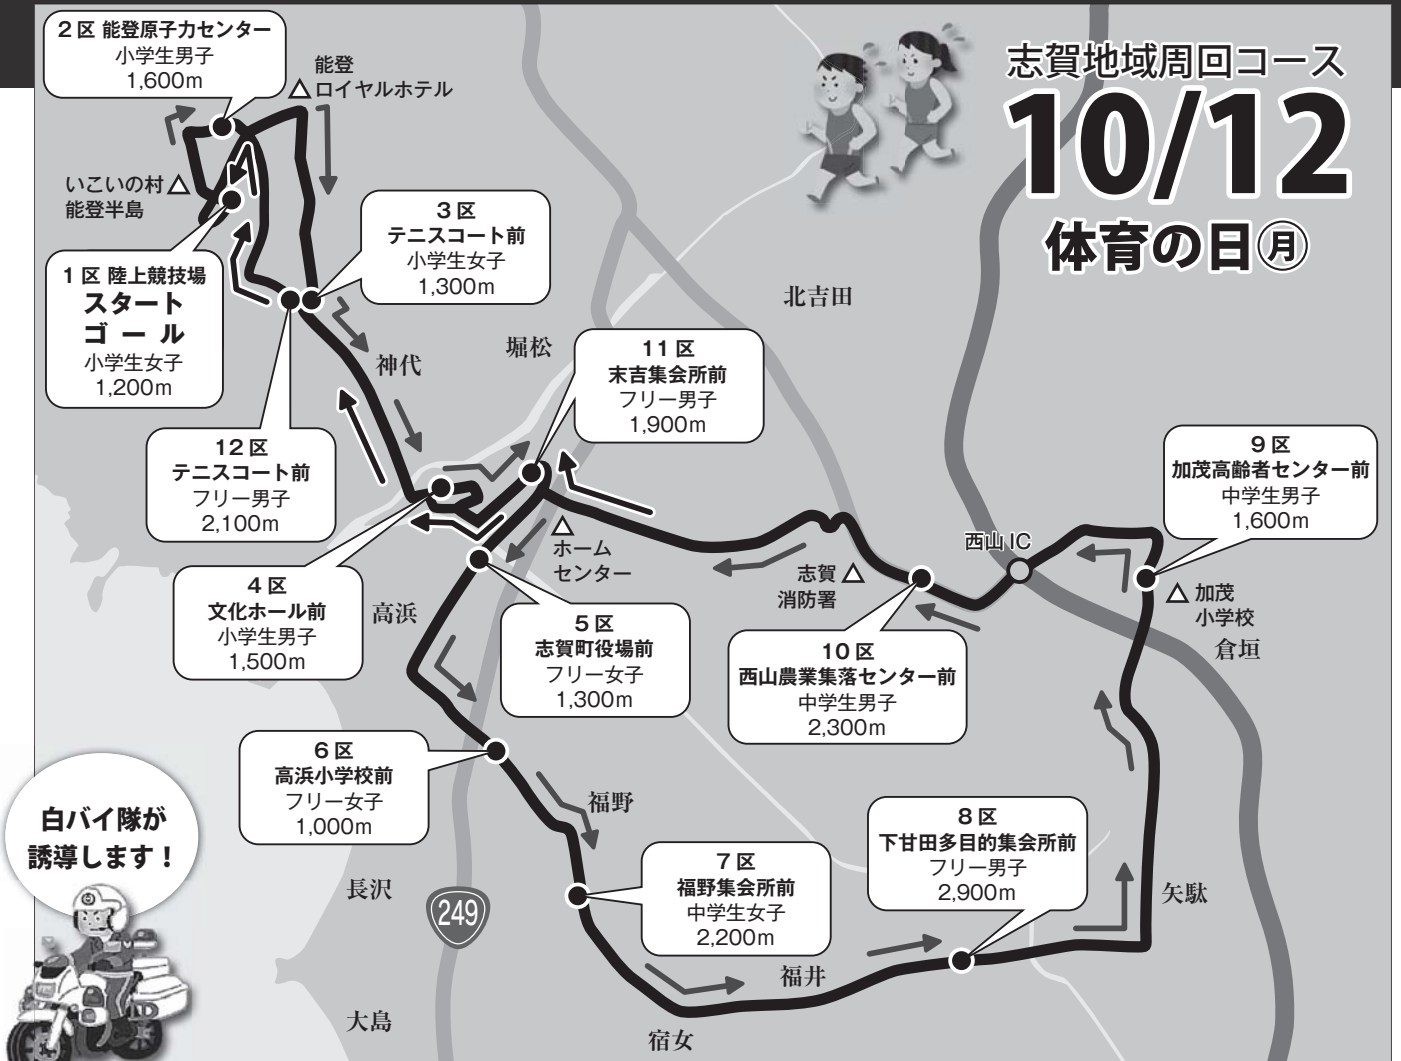 志賀地域周回コース
10/12
体育の日㊊
2区 能登原子力センター
小学生男子
1,600m
能登
ロイヤルホテル
いこいの村
能登半島
1区 陸上競技場
スタート
ゴール
小学生女子
1,200m
3区
テニスコート前
小学生女子
1,300m
北吉田
堀松
神代
11区
末吉集会所前
フリー男子
1,900m
12区
テニスコート前
フリー男子
2,100m
9区
加茂高齢者センター前
中学生男子
1,600m
西山IC
ホーム
センター
志賀
消防署
加茂
小学校
倉垣
4区
文化ホール前
小学生男子
1,500m
高浜
5区
志賀町役場前
フリー女子
1,300m
10区
西山農業集落センター前
中学生男子
2,300m
6区
高浜小学校前
フリー女子
1,000m
福野
白バイ隊が
誘導します!
8区
下甘田多目的集会所前
フリー男子
2,900m
7区
福野集会所前
中学生女子
2,200m
長沢
249
矢駄
福井
大島
宿女